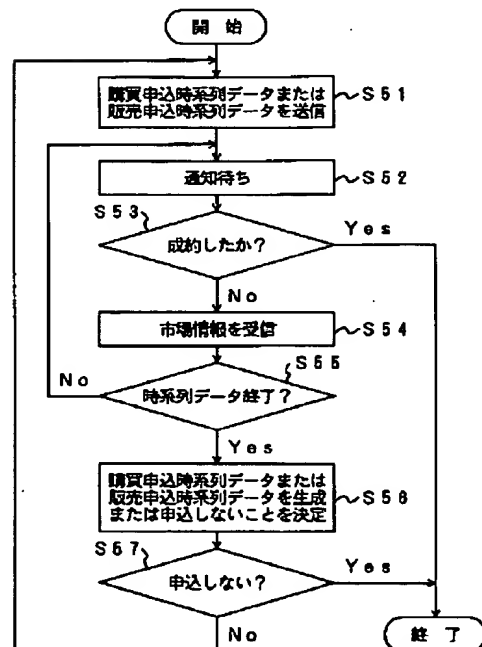 開 始
購買申込時系列データまたは
販売申込時系列データを送信
S51
通知待ち
S52
S53
成約したか？
Yes
No
市場情報を受信
S54
S55
時系列データ終了？
No
Yes
購買申込時系列データまたは
販売申込時系列データを生成
または申込しないことを決定
S56
S57
申込しない？
Yes
No
終 了